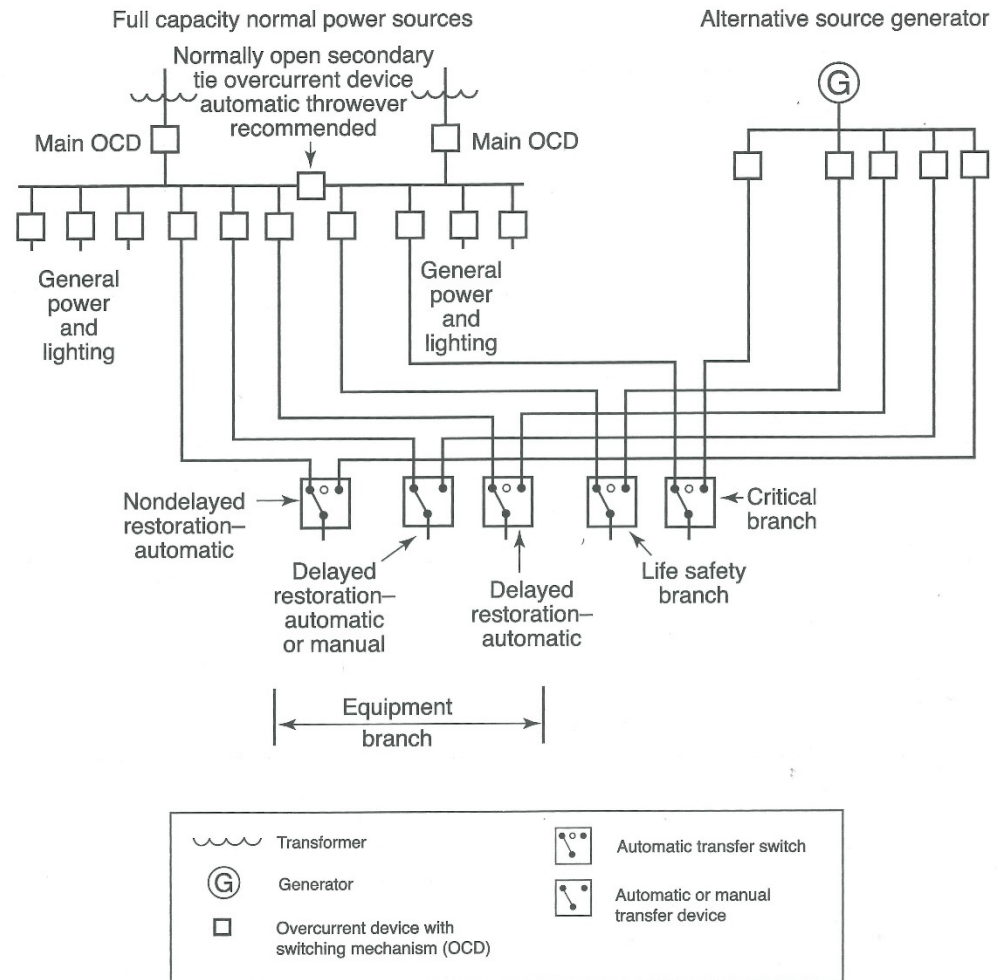 Full capacity normal power sources
Alternative source generator
Normally open secondary
tie overcurrent device
automatic throwever
recommended
G
Main OCD
Main OCD
General
power
and
lighting
General
power
and
lighting
Nondelayed
restoration–
automatic
Delayed
restoration–
automatic
or manual
Delayed
restoration–
automatic
Life safety
branch
Critical
branch
Equipment
branch
Transformer
G
Generator
Overcurrent device with
switching mechanism (OCD)
Automatic transfer switch
Automatic or manual
transfer device